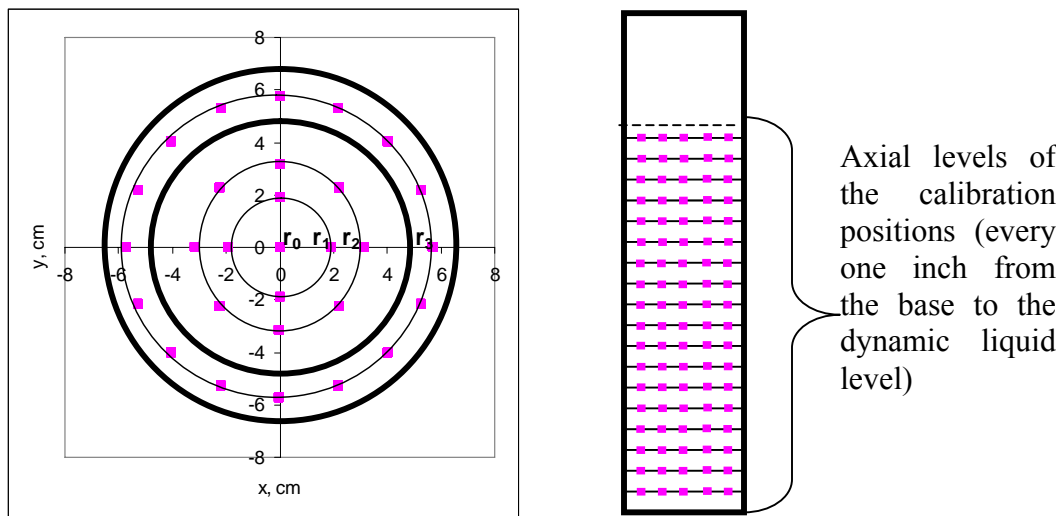 8
6
4
2
0
-2
-4
-6
-8
-8 -6 -4 -2 0 2 4 6 8
r0 r1 r2 r3
y, cm
x, cm
Axial levels of
the calibration
positions (every
one inch from
the base to the
dynamic liquid
level)